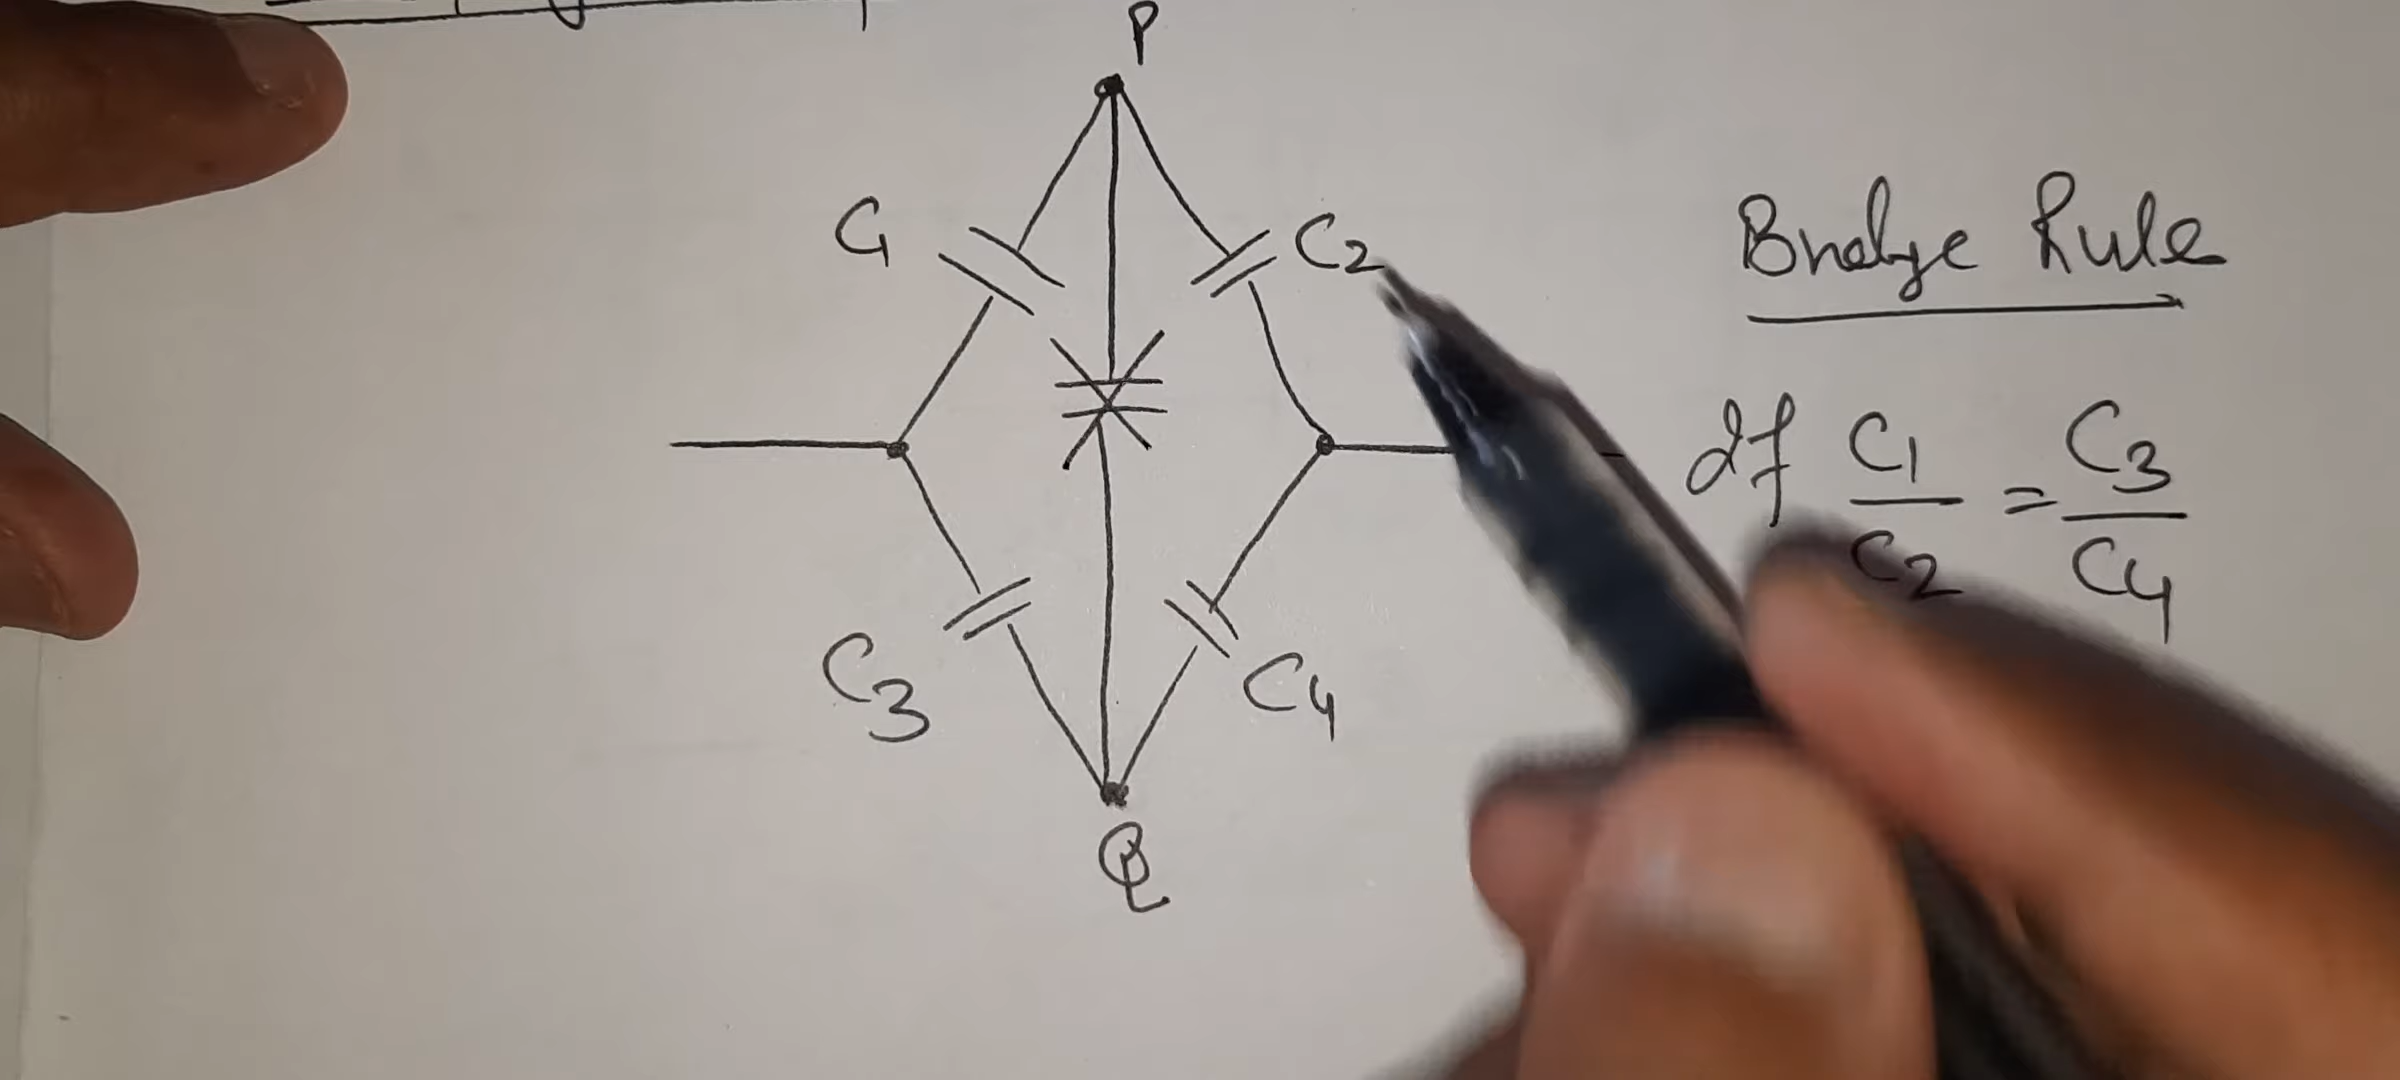 P
C1
C2
Bridge Rule
If C1/C2 = C3/C4
C3
C4
Q